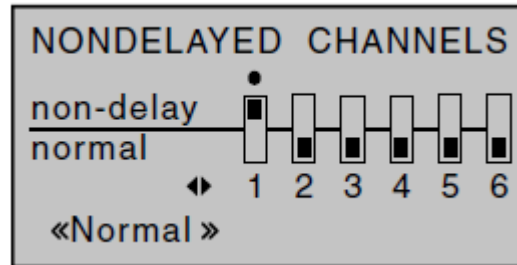 NONDELAYED CHANNELS
non-delay
normal
1 2 3 4 5 6
«Normal »